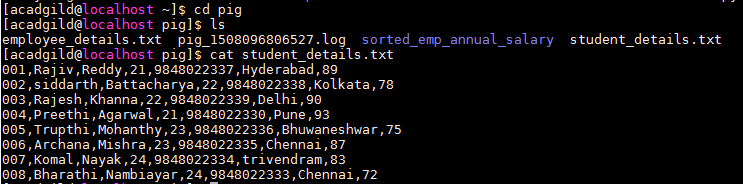 [acadgild@localhost ~]$ cd pig
[acadgild@localhost pig]$ ls
employee_details.txt pig_1508096806527.log sorted_emp_annual_salary student_details.txt
[acadgild@localhost pig]$ cat student_details.txt
001,Rajiv,Reddy,21,9848022337,Hyderabad,89
002,siddarth,Battacharya,22,9848022338,Kolkata,78
003,Rajesh,Khanna,22,9848022339,Delhi,90
004,Preethi,Agarwal,21,9848022330,Pune,93
005,Trupthi,Mohanthy,23,9848022336,Bhuwaneshwar,75
006,Archana,Mishra,23,9848022335,Chennai,87
007,Komal,Nayak,24,9848022334,trivendram,83
008,Bharathi,Nambiayar,24,9848022333,Chennai,72